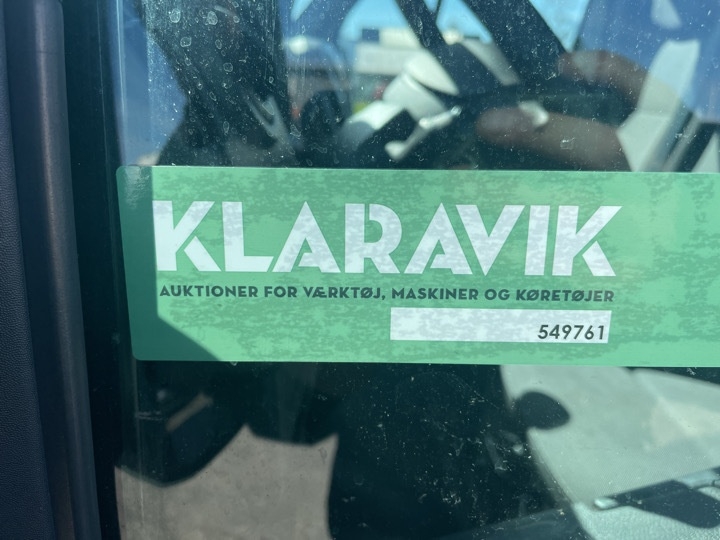 KLARAVIK
AUKTIONER FOR VÆRKTØJ, MASKINER OG KØRETØJER
549761